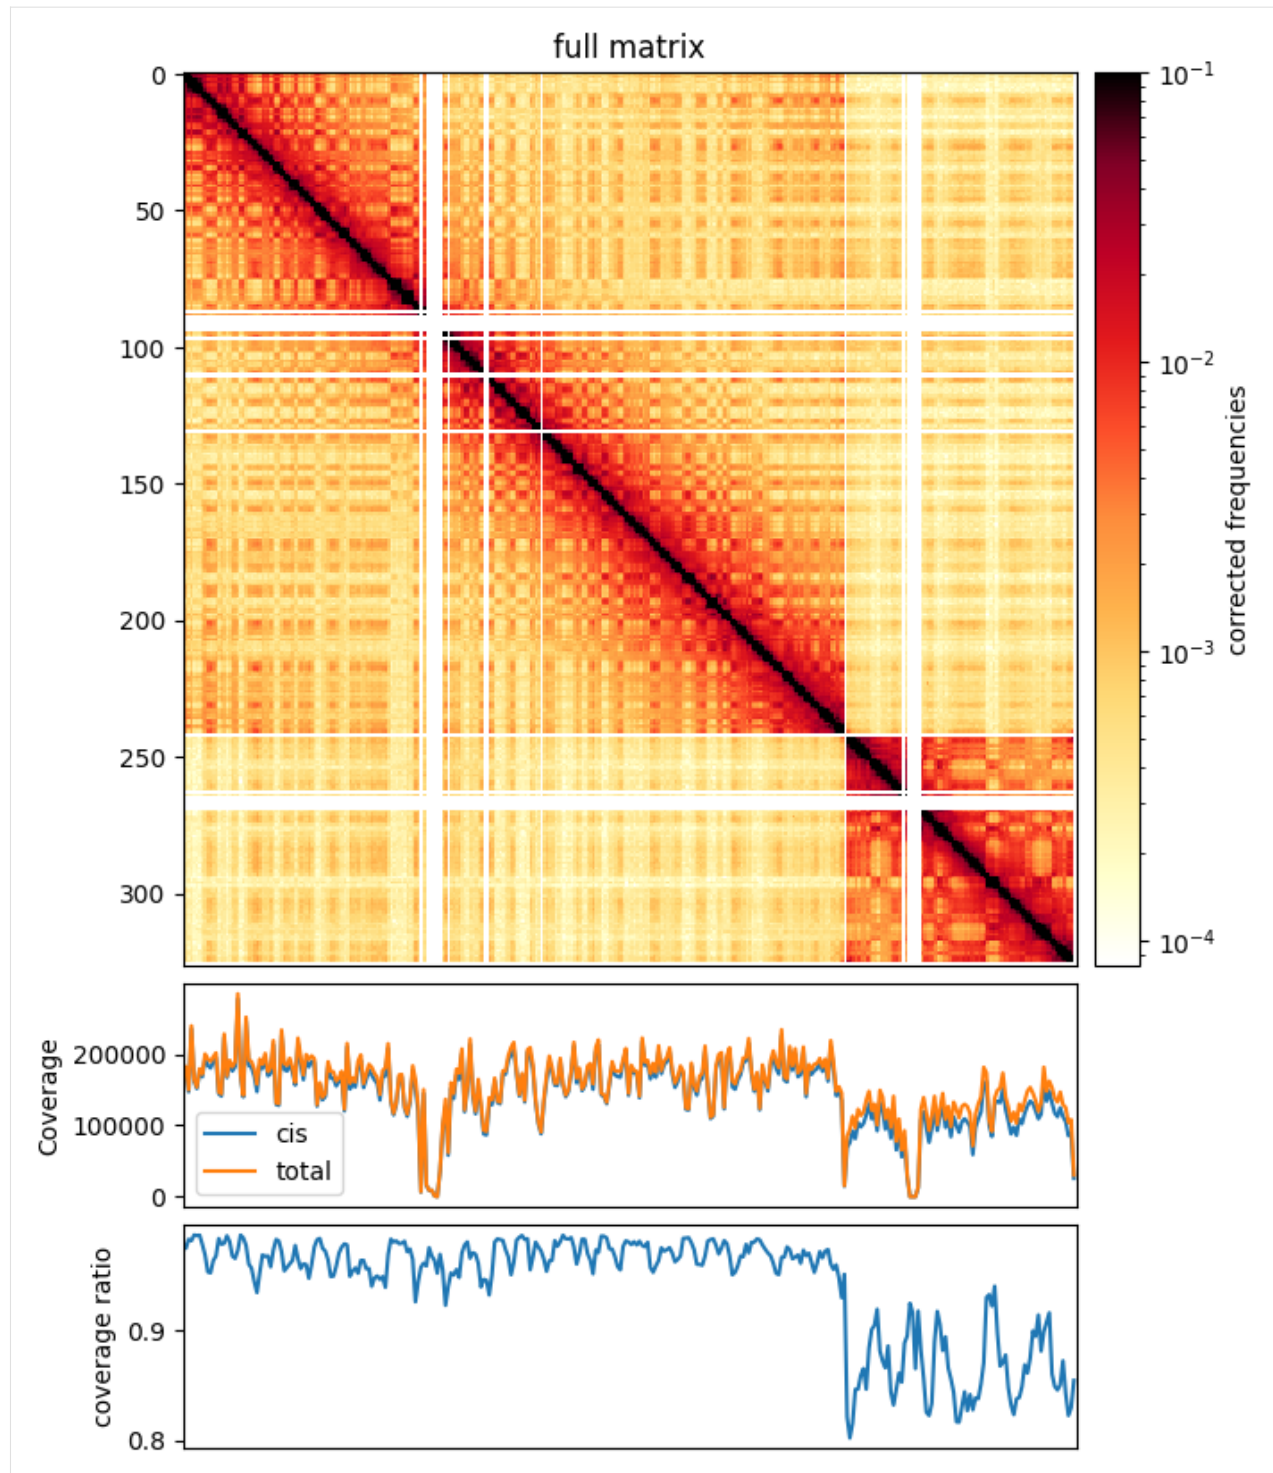 full matrix
0
50
100
150
200
250
300
10⁻¹
10⁻²
10⁻³
10⁻⁴
corrected frequencies
Coverage
200000
100000
0
cis
total
coverage ratio
0.9
0.8